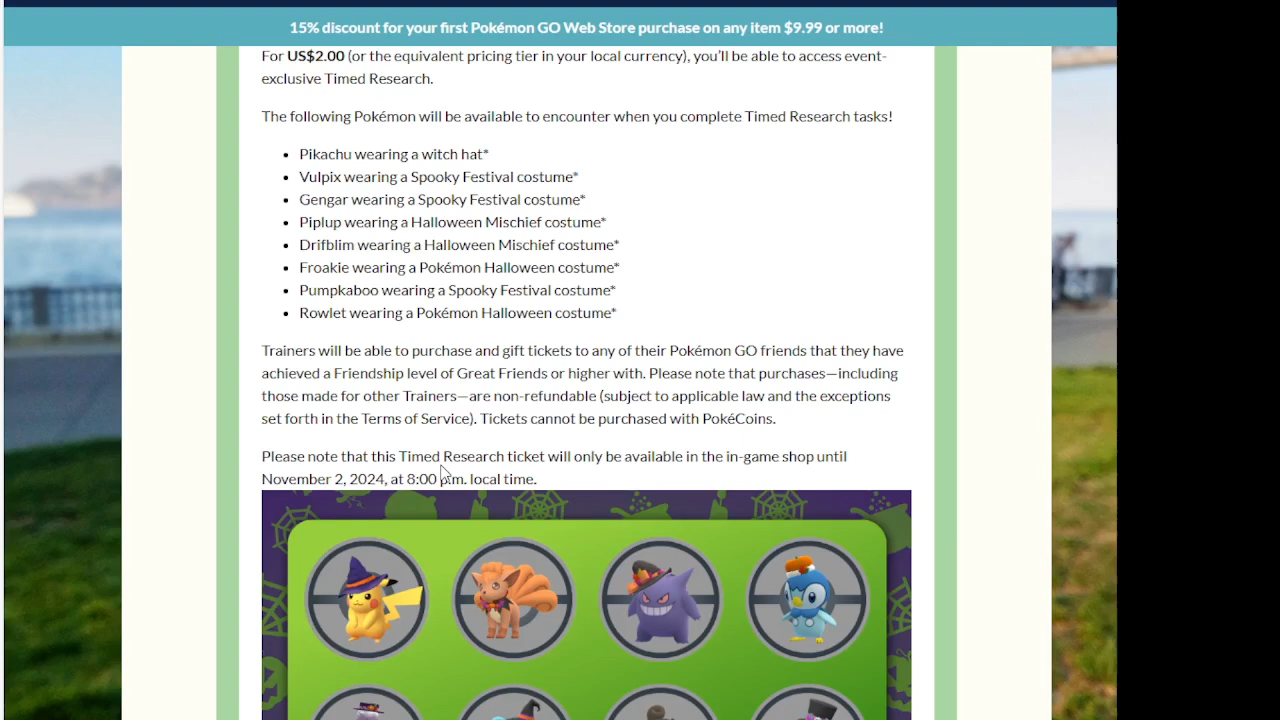 15% discount for your first Pokémon GO Web Store purchase on any item $9.99 or more!
For US$2.00 (or the equivalent pricing tier in your local currency), you’ll be able to access event-
exclusive Timed Research.
The following Pokémon will be available to encounter when you complete Timed Research tasks!
• Pikachu wearing a witch hat*
• Vulpix wearing a Spooky Festival costume*
• Gengar wearing a Spooky Festival costume*
• Piplup wearing a Halloween Mischief costume*
• Drifblim wearing a Halloween Mischief costume*
• Froakie wearing a Pokémon Halloween costume*
• Pumpkaboo wearing a Spooky Festival costume*
• Rowlet wearing a Pokémon Halloween costume*
Trainers will be able to purchase and gift tickets to any of their Pokémon GO friends that they have
achieved a Friendship level of Great Friends or higher with. Please note that purchases—including
those made for other Trainers—are non-refundable (subject to applicable law and the exceptions
set forth in the Terms of Service). Tickets cannot be purchased with PokéCoins.
Please note that this Timed Research ticket will only be available in the in-game shop until
November 2, 2024, at 8:00 local time.